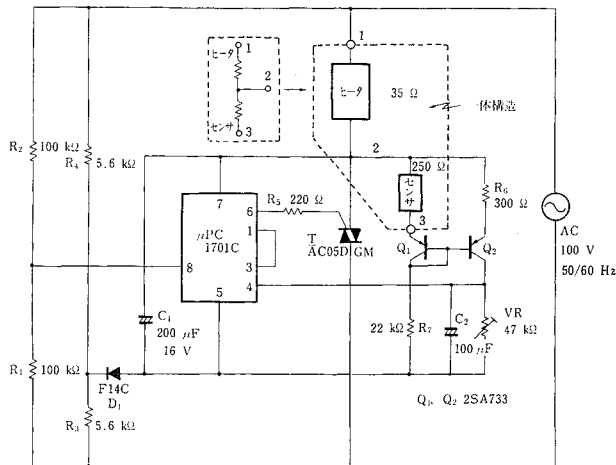 1
ヒータ
1
2
センサ
3
ヒータ
35 Ω
一体構造
R2
100 kΩ
R4
5.6 kΩ
2
250 Ω
センサ
3
R6
300 Ω
AC
100 V
50/60 Hz
7
6
R5
220 Ω
μPC
1701C
1
3
8
4
5
T
AC05DGM
Q1
Q2
C1
200 μF
16 V
22 kΩ
R7
C2
100 μF
VR
47 kΩ
R1
100 kΩ
F14C
D1
R3
5.6 kΩ
Q1、Q2 2SA733